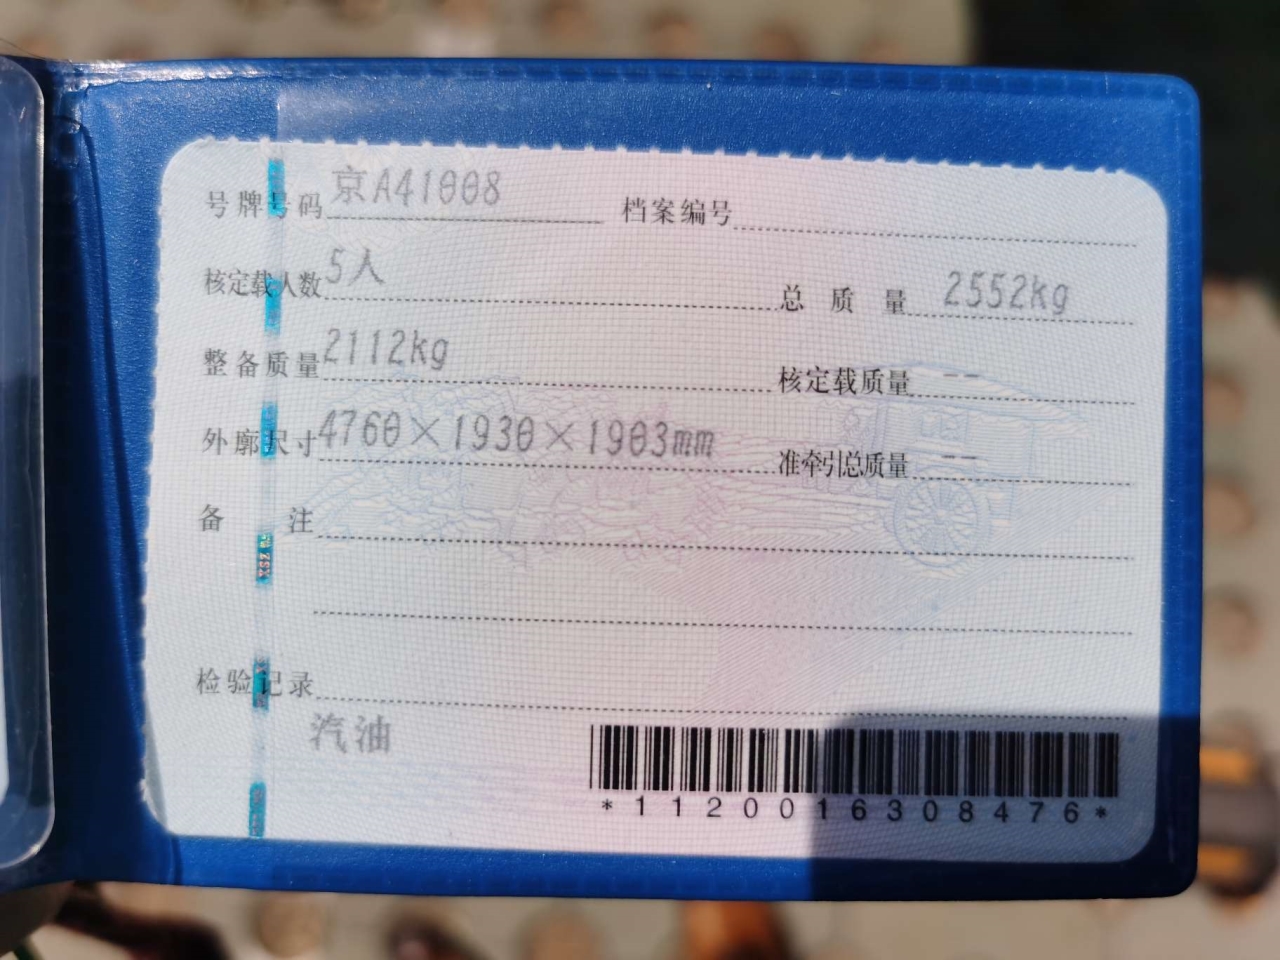 号牌号码 京A41008 档案编号
核定载人数 5人 总质量 2552kg
整备质量 2112kg 核定载质量 --
外廓尺寸 4760×1930×1903mm 准牵引总质量 --
备注
检验记录
汽油
*1120016308476*